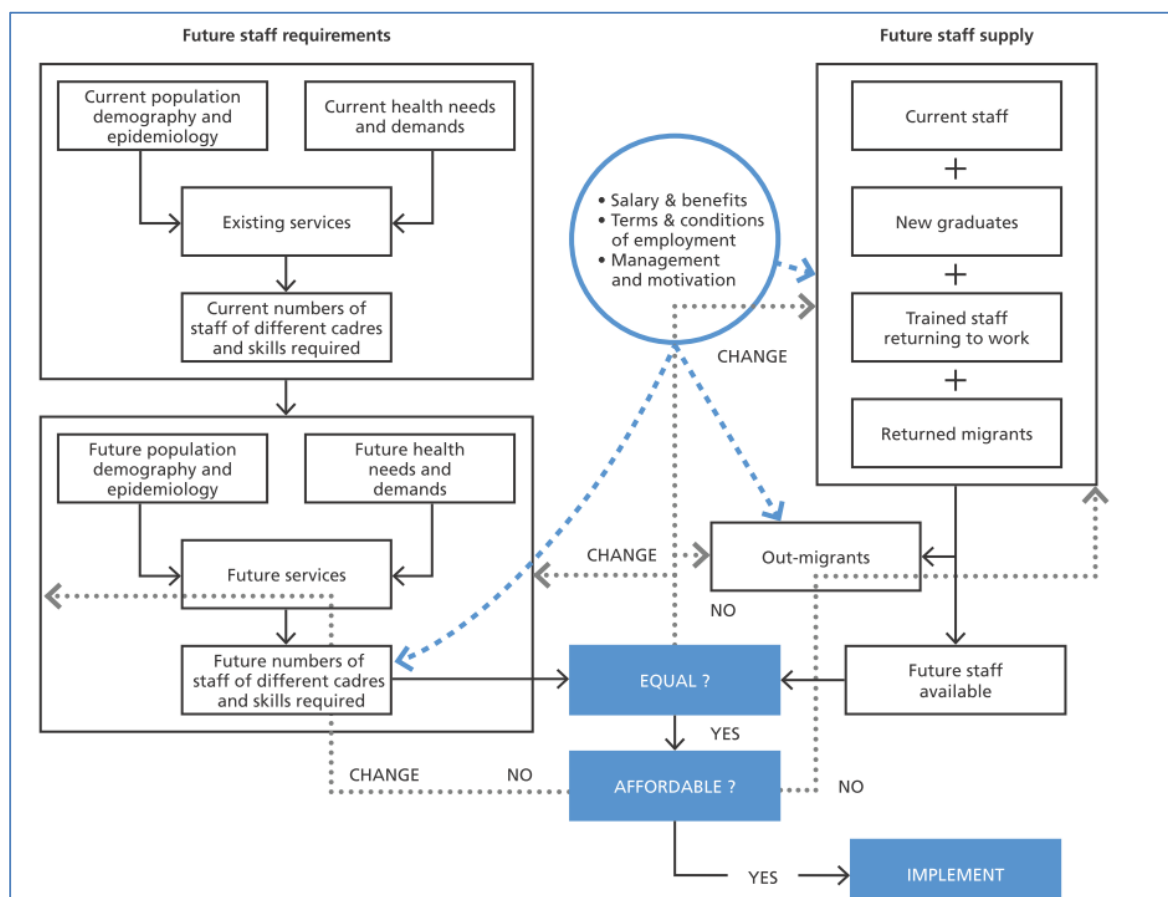 Future staff requirements
Future staff supply
Current population
demography and
epidemiology
Current health needs
and demands
Existing services
Current numbers of
staff of different cadres
and skills required
Future population
demography and
epidemiology
Future health
needs and
demands
Future services
Future numbers of
staff of different cadres
and skills required
• Salary & benefits
• Terms & conditions
of employment
• Management
and motivation
Current staff
+
New graduates
+
Trained staff
returning to work
+
Returned migrants
CHANGE
CHANGE
Out-migrants
NO
EQUAL ?
Future staff
available
YES
CHANGE
NO
AFFORDABLE ?
NO
YES
IMPLEMENT